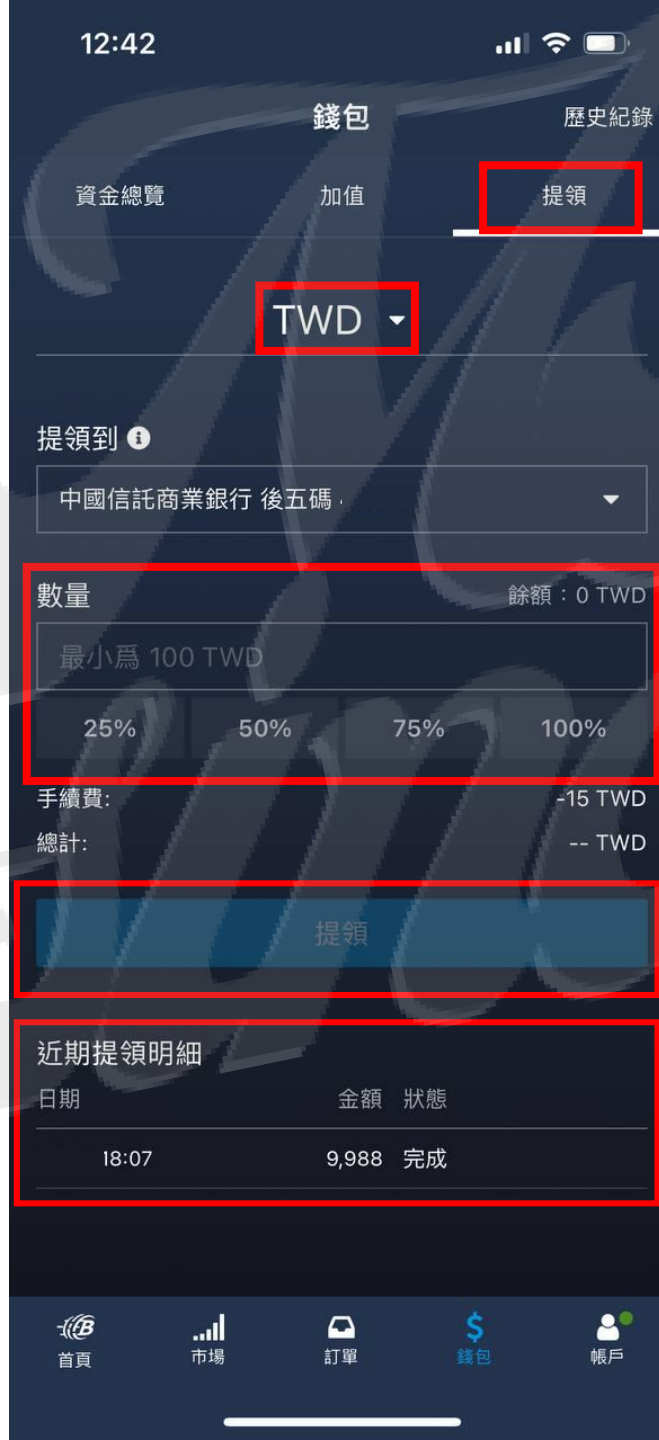 12:42
錢包 歷史紀錄
資金總覽 加值 提領
TWD
提領到
中國信託商業銀行 後五碼
數量 餘額：0 TWD
最小爲 100 TWD
25% 50% 75% 100%
手續費: -15 TWD
總計: -- TWD
提領
近期提領明細
日期 金額 狀態
18:07 9,988 完成
首頁 市場 訂單 錢包 帳戶